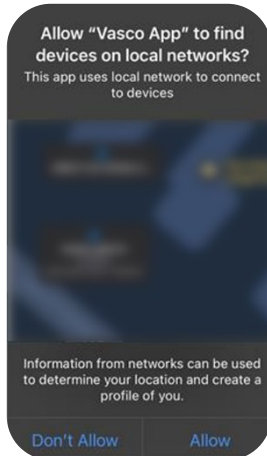 Allow “Vasco App” to find
devices on local networks?
This app uses local network to connect
to devices
Information from networks can be used
to determine your location and create a
profile of you.
Don't Allow
Allow